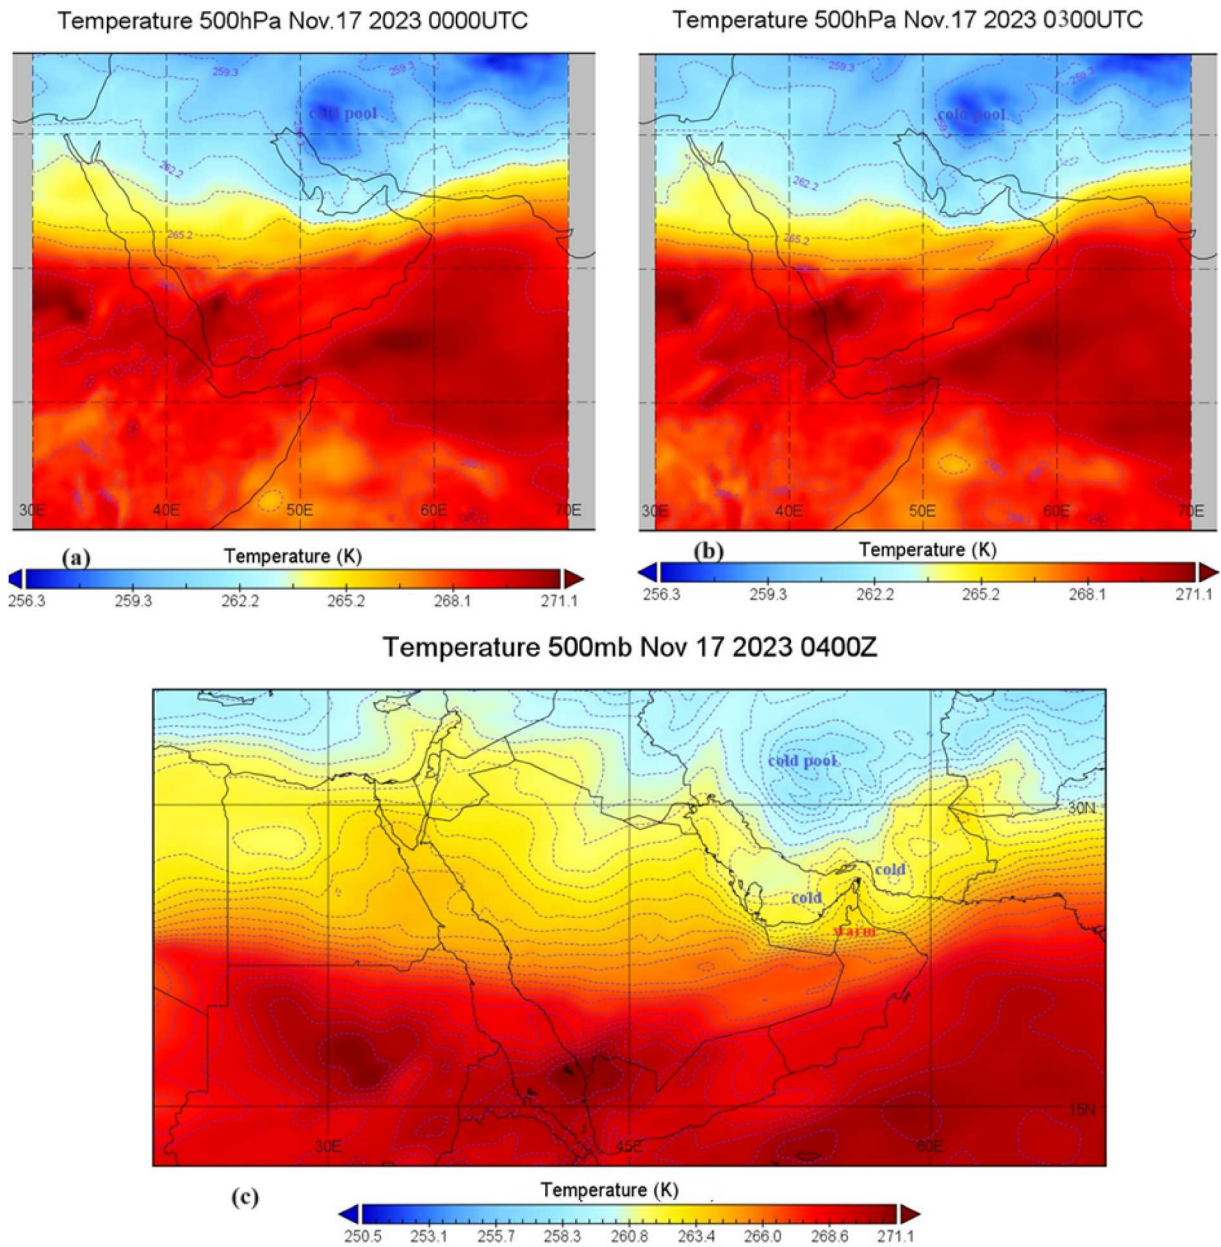 Temperature 500hPa Nov.17 2023 0000UTC
Temperature 500hPa Nov.17 2023 0300UTC
259.3
259.3
cold pool
262.2
265.2
30E
40E
50E
60E
70E
259.3
259.3
cold pool
262.2
265.2
30E
40E
50E
60E
70E
(a)
Temperature (K)
256.3
259.3
262.2
265.2
268.1
271.1
(b)
Temperature (K)
256.3
259.3
262.2
265.2
268.1
271.1
Temperature 500mb Nov 17 2023 0400Z
cold pool
30N
cold
cold
warm
15N
30E
45E
60E
(c)
Temperature (K)
250.5
253.1
255.7
258.3
260.8
263.4
266.0
268.6
271.1